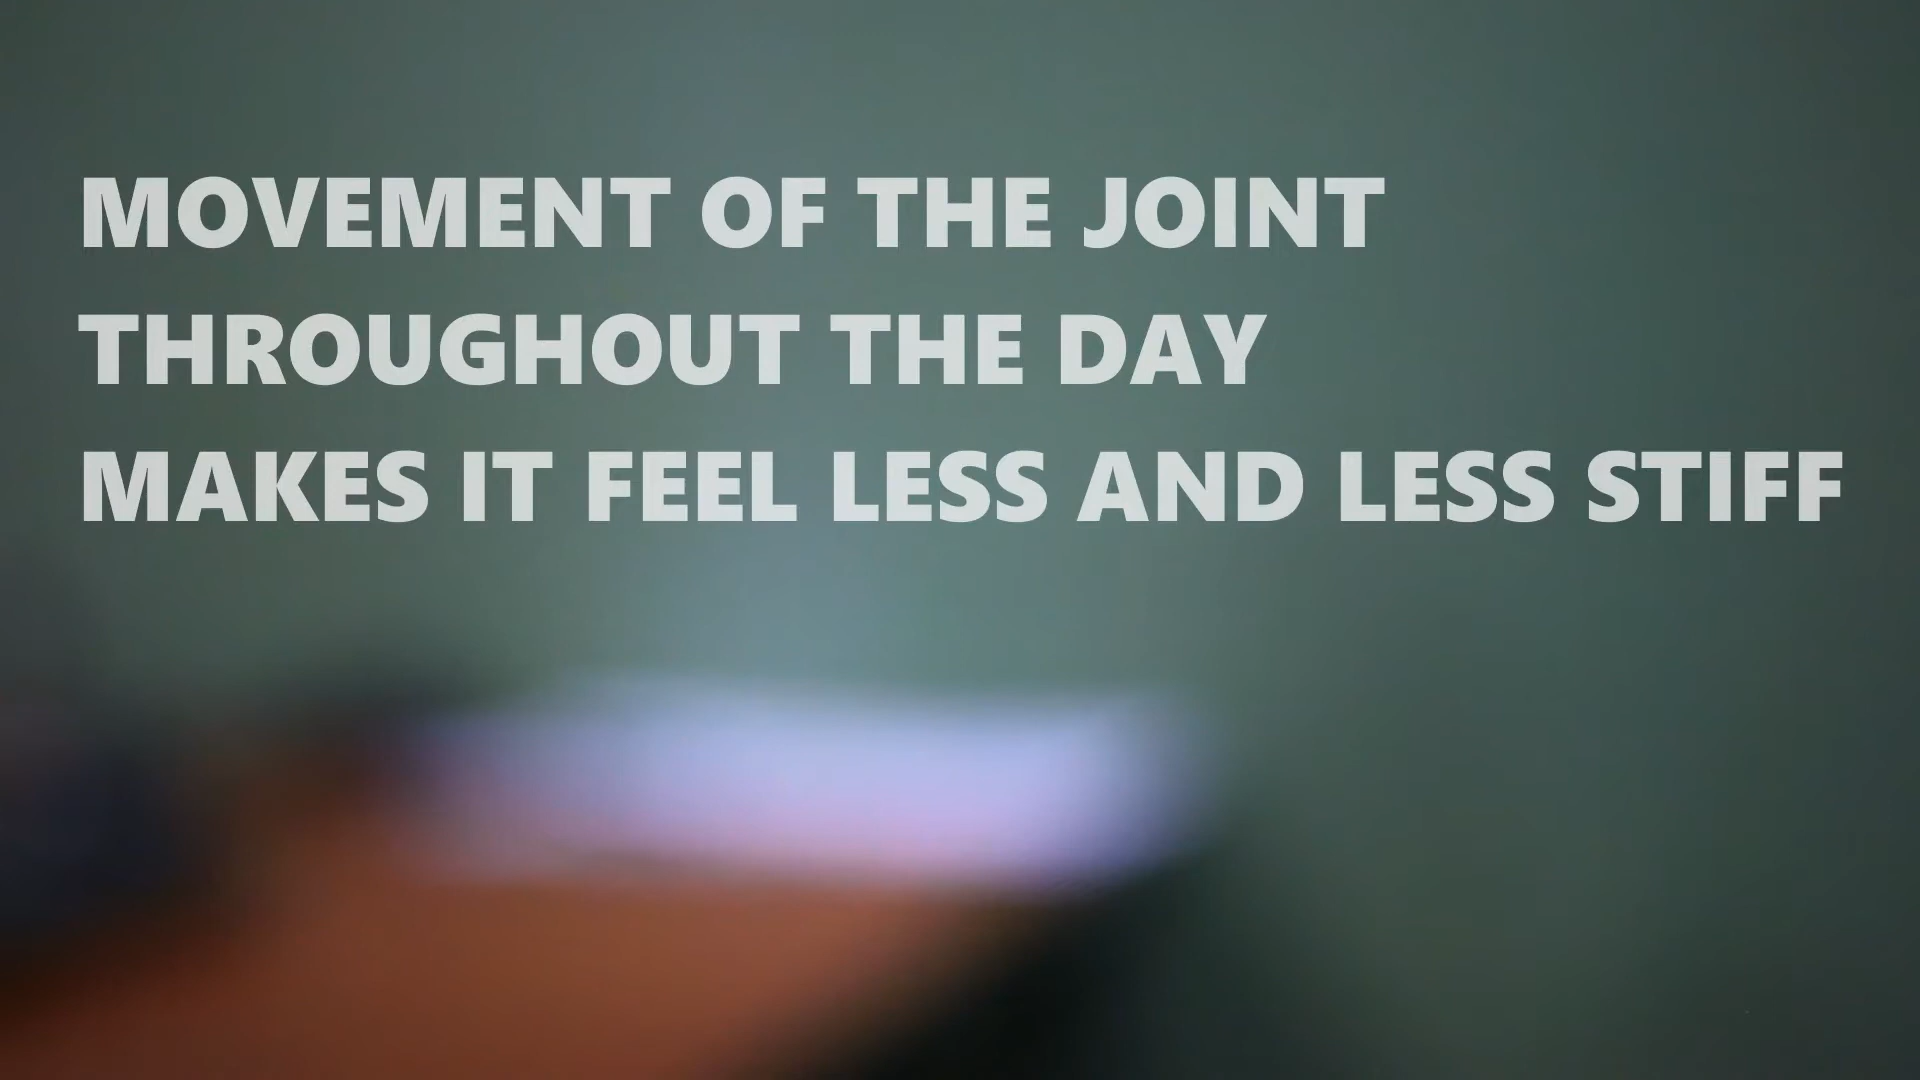 MOVEMENT OF THE JOINT
THROUGHOUT THE DAY
MAKES IT FEEL LESS AND LESS STIFF